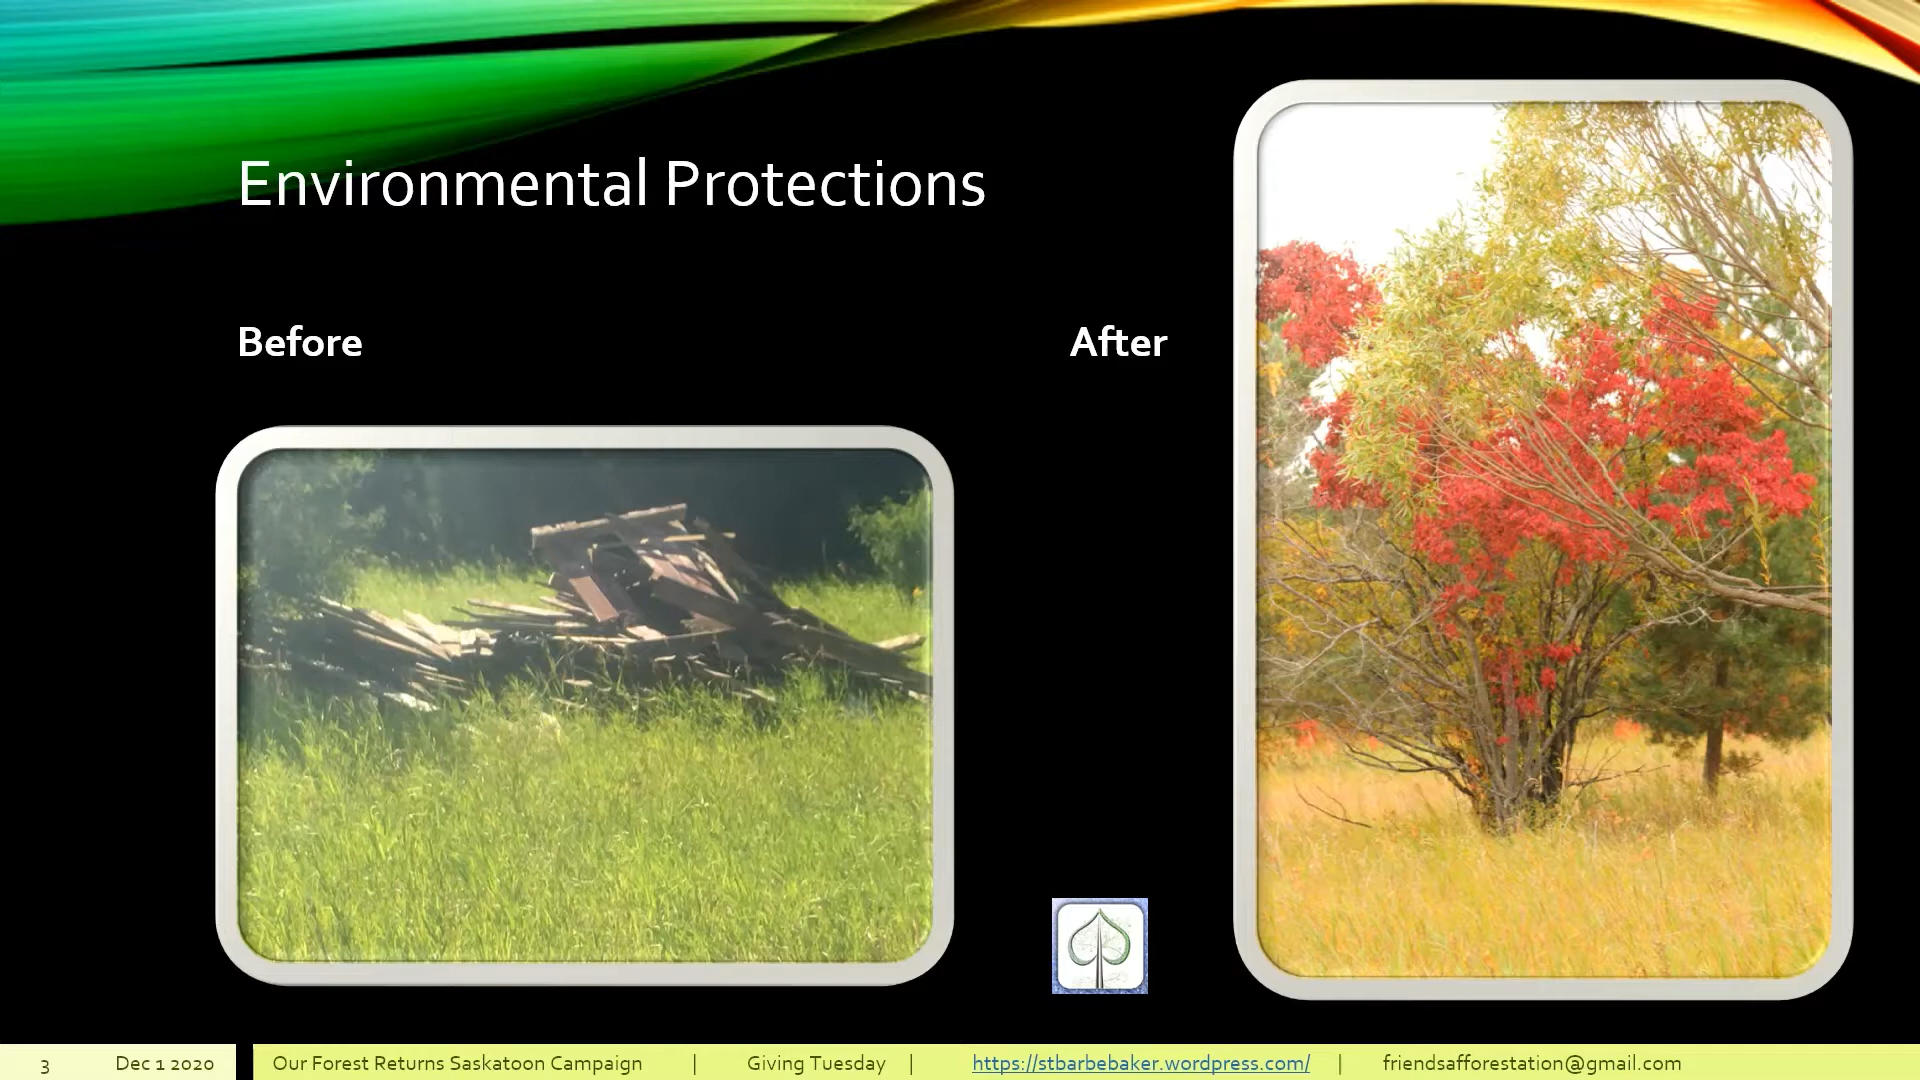 Environmental Protections
Before
After
3 Dec 1 2020 Our Forest Returns Saskatoon Campaign | Giving Tuesday | https://stbarbebaker.wordpress.com/ | friendsafforestation@gmail.com